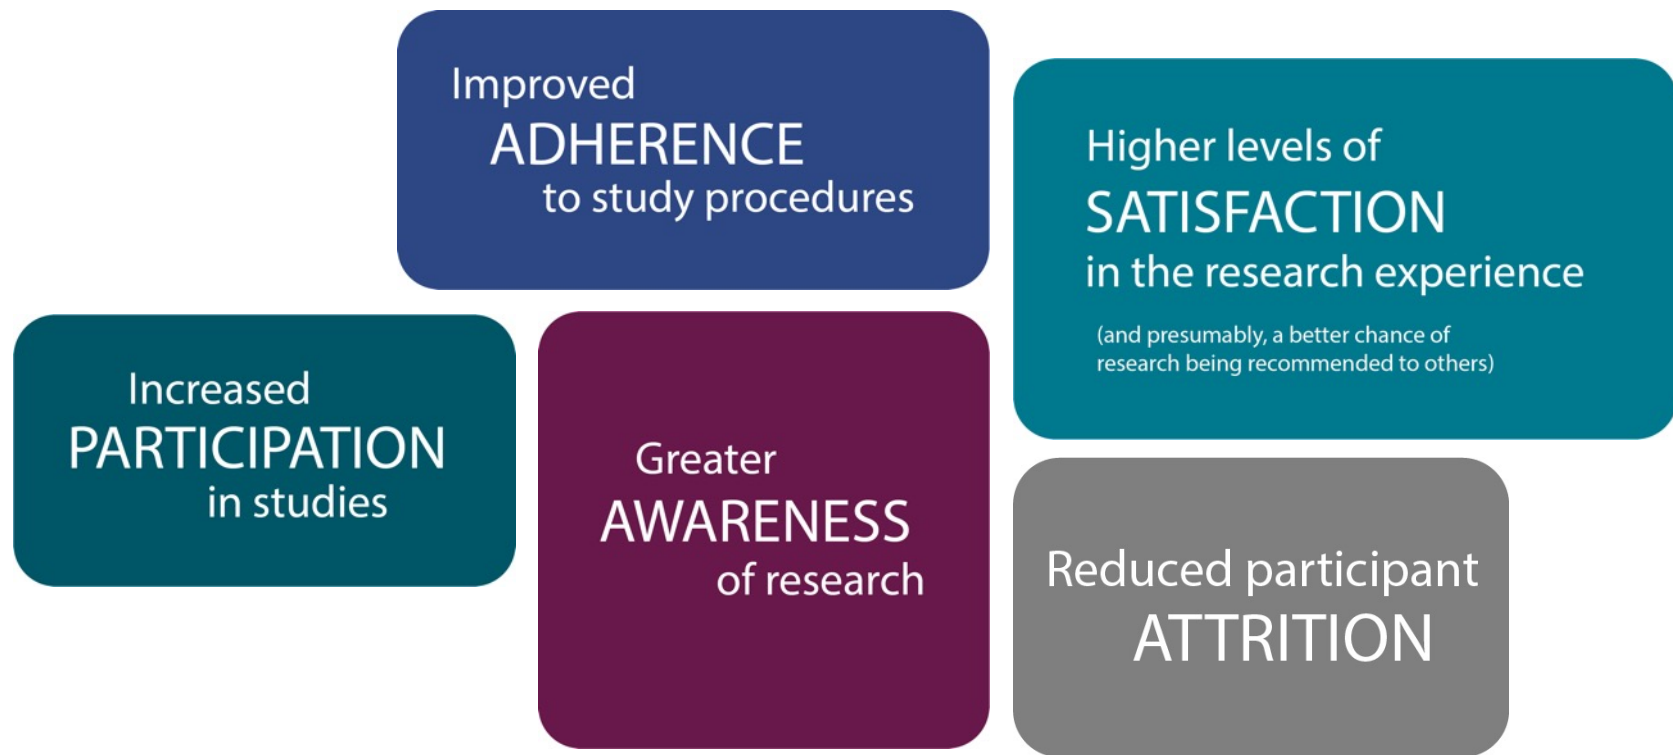 Improved
ADHERENCE
to study procedures
Higher levels of
SATISFACTION
in the research experience
(and presumably, a better chance of
research being recommended to others)
Increased
PARTICIPATION
in studies
Greater
AWARENESS
of research
Reduced participant
ATTRITION